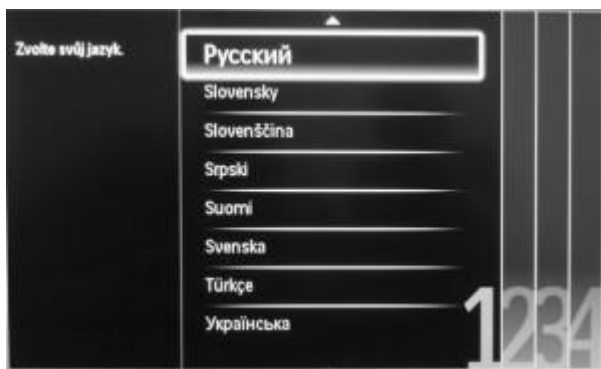 Zvolte svůj jazyk.
Русский
Slovensky
Slovenščina
Srpski
Suomi
Svenska
Türkçe
Українська
1234